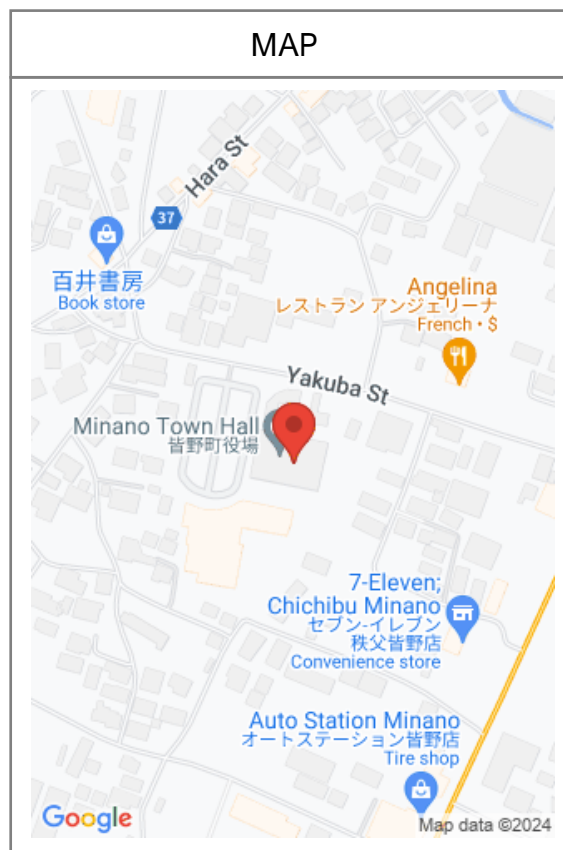 MAP
Hara St
37
百井書房
Book store
Angelina
レストラン アンジェリーナ
French • $
Yakuba St
Minano Town Hall
皆野町役場
7-Eleven;
Chichibu Minano
セブン-イレブン
秩父皆野店
Convenience store
Auto Station Minano
オートステーション皆野店
Tire shop
Google
Map data ©2024